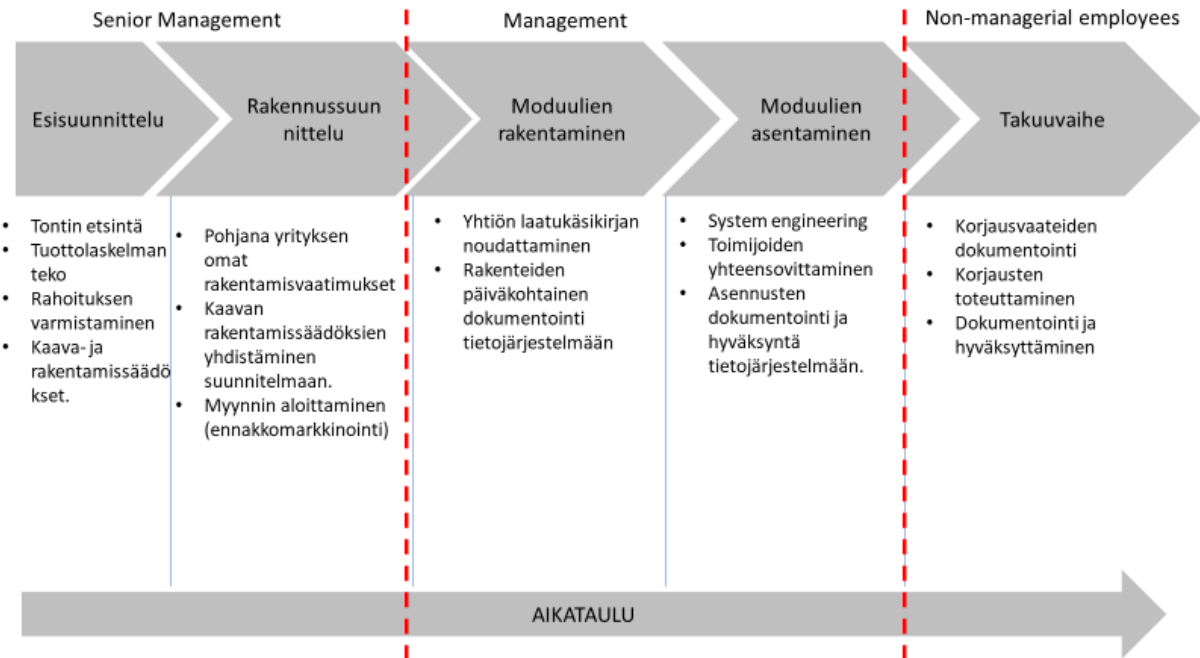 Senior Management
Management
Non-managerial employees
Esisuunnittelu
Rakennussuun
nittelu
Moduulien
rakentaminen
Moduulien
asentaminen
Takuuvaihe
• Tontin etsintä
• Tuottolaskelman
teko
• Rahoituksen
varmistaminen
• Kaava- ja
rakentamissäädö
kset.
• Pohjana yrityksen
omat
rakentamisvaatimukset
• Kaavan
rakentamissäädöksien
yhdistäminen
suunnitelmaan.
• Myynnin aloittaminen
(ennakkomarkkinointi)
• Yhtiön laatukäsikirjan
noudattaminen
• Rakenteiden
päiväkohtainen
dokumentointi
tietojärjestelmään
• System engineering
• Toimijoiden
yhteensovittaminen
• Asennusten
dokumentointi ja
hyväksyntä
tietojärjestelmään.
• Korjausvaateiden
dokumentointi
• Korjausten
toteuttaminen
• Dokumentointi ja
hyväksyttäminen
AIKATAULU